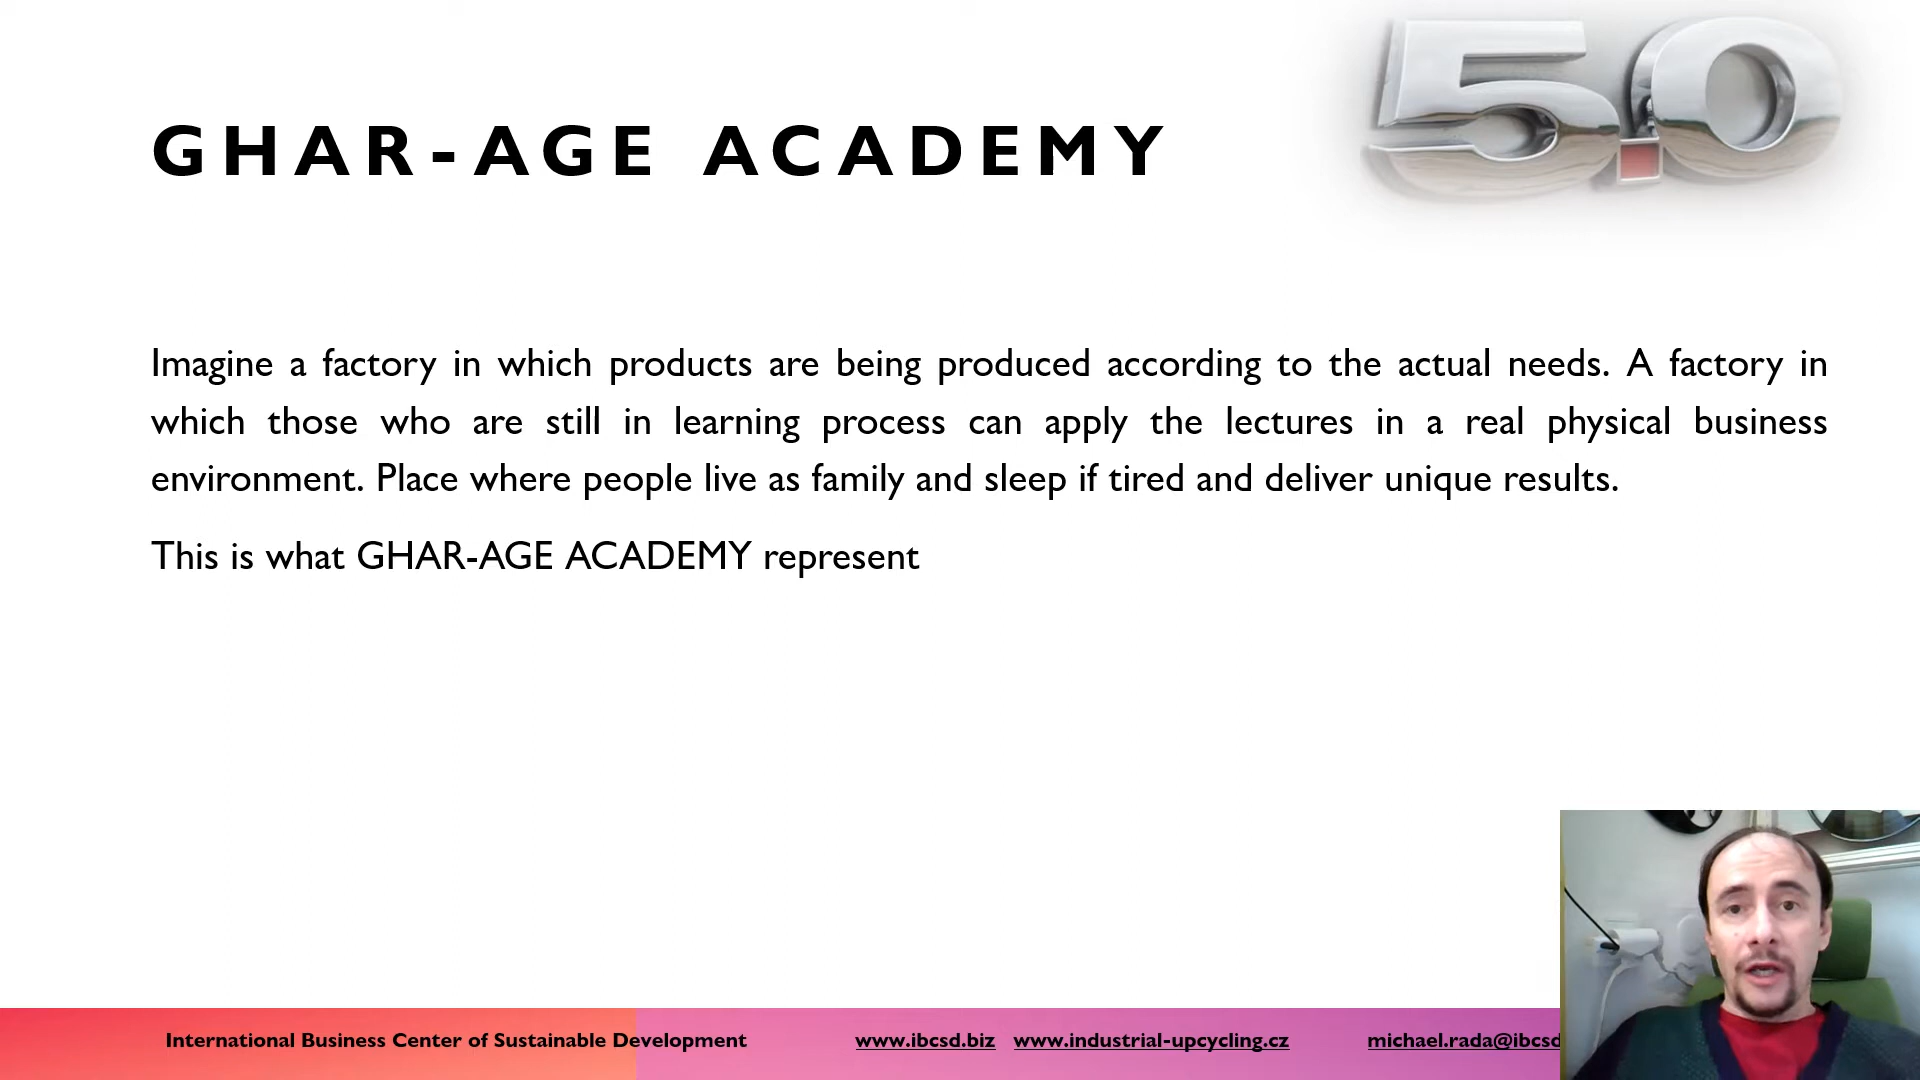 5.0
GHAR-AGE ACADEMY
Imagine a factory in which products are being produced according to the actual needs. A factory in
which those who are still in learning process can apply the lectures in a real physical business
environment. Place where people live as family and sleep if tired and deliver unique results.
This is what GHAR-AGE ACADEMY represent
International Business Center of Sustainable Development www.ibcsd.biz www.industrial-upcycling.cz michael.rada@ibcsd